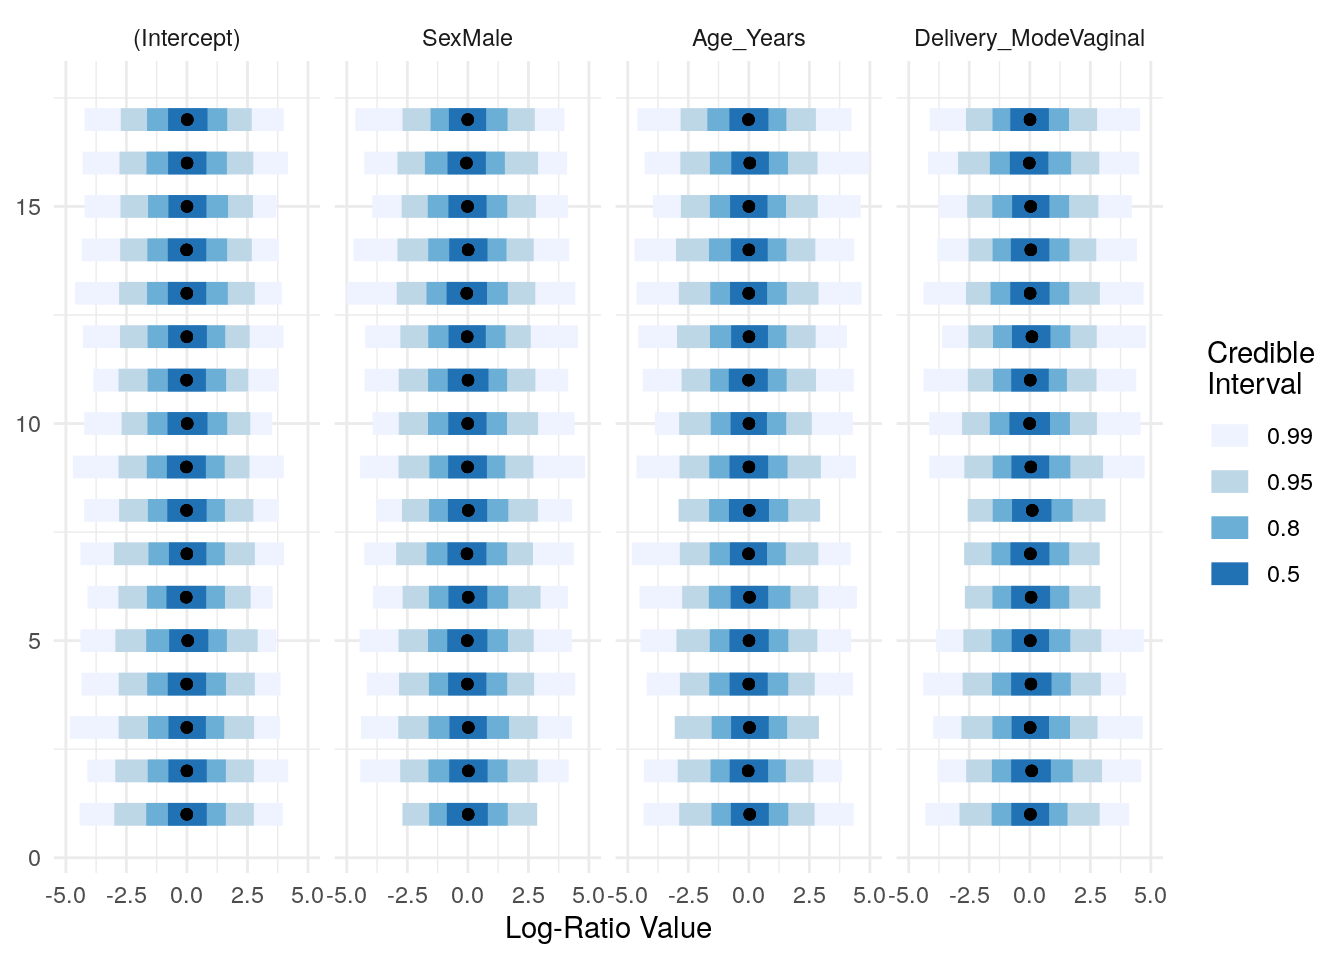 (Intercept) SexMale Age_Years Delivery_ModeVaginal
15
10
5
0
-5.0 -2.5 0.0 2.5 5.0 -5.0 -2.5 0.0 2.5 5.0 -5.0 -2.5 0.0 2.5 5.0 -5.0 -2.5 0.0 2.5 5.0
Log-Ratio Value
Credible
Interval
0.99
0.95
0.8
0.5